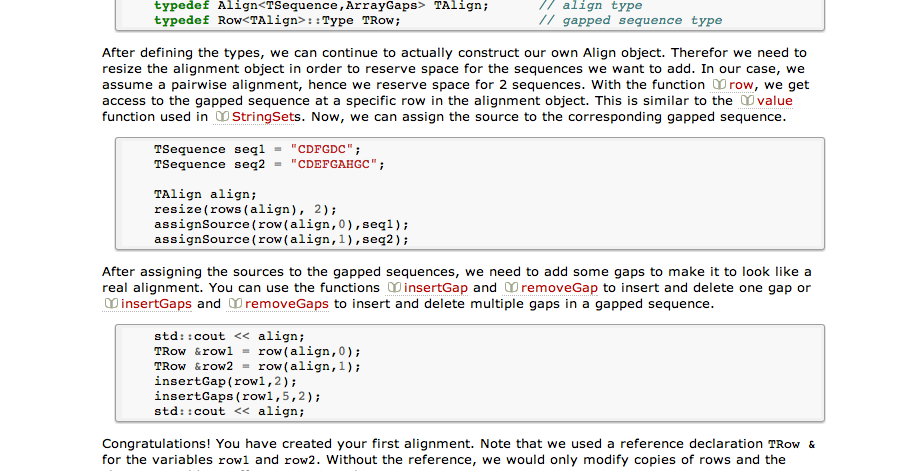 typedef Align<TSequence,ArrayGaps> TAlign; // align type
typedef Row<TAlign>::Type TRow; // gapped sequence type
After defining the types, we can continue to actually construct our own Align object. Therefor we need to
resize the alignment object in order to reserve space for the sequences we want to add. In our case, we
assume a pairwise alignment, hence we reserve space for 2 sequences. With the function row, we get
access to the gapped sequence at a specific row in the alignment object. This is similar to the value
function used in StringSets. Now, we can assign the source to the corresponding gapped sequence.
TSequence seq1 = "CDFGDC";
TSequence seq2 = "CDEFGAHGC";
TAlign align;
resize(rows(align), 2);
assignSource(row(align,0),seq1);
assignSource(row(align,1),seq2);
After assigning the sources to the gapped sequences, we need to add some gaps to make it to look like a
real alignment. You can use the functions insertGap and removeGap to insert and delete one gap or
insertGaps and removeGaps to insert and delete multiple gaps in a gapped sequence.
std::cout << align;
TRow &row1 = row(align,0);
TRow &row2 = row(align,1);
insertGap(row1,2);
insertGaps(row1,5,2);
std::cout << align;
Congratulations! You have created your first alignment. Note that we used a reference declaration TRow &
for the variables row1 and row2. Without the reference, we would only modify copies of rows and the